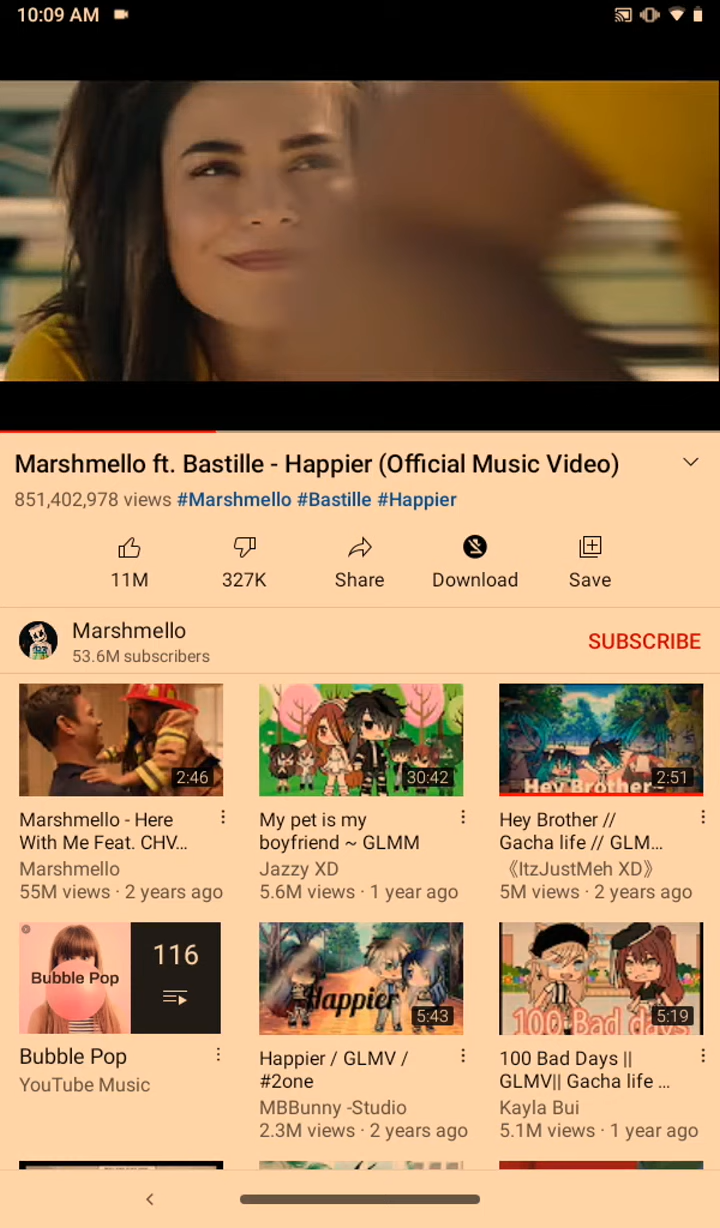 10:09 AM
Marshmello ft. Bastille - Happier (Official Music Video)
851,402,978 views #Marshmello #Bastille #Happier
11M
327K
Share
Download
Save
Marshmello
53.6M subscribers
SUBSCRIBE
2:46
30:42
Hey Brother
2:51
Marshmello - Here
With Me Feat. CHV...
Marshmello
55M views · 2 years ago
My pet is my
boyfriend ~ GLMM
Jazzy XD
5.6M views · 1 year ago
Hey Brother //
Gacha life // GLM...
《ItzJustMeh XD》
5M views · 2 years ago
Bubble Pop
116
Happier
5:43
100 Bad days
5:19
Bubble Pop
YouTube Music
Happier / GLMV /
#2one
MBBunny -Studio
2.3M views · 2 years ago
100 Bad Days ||
GLMV|| Gacha life ...
Kayla Bui
5.1M views · 1 year ago